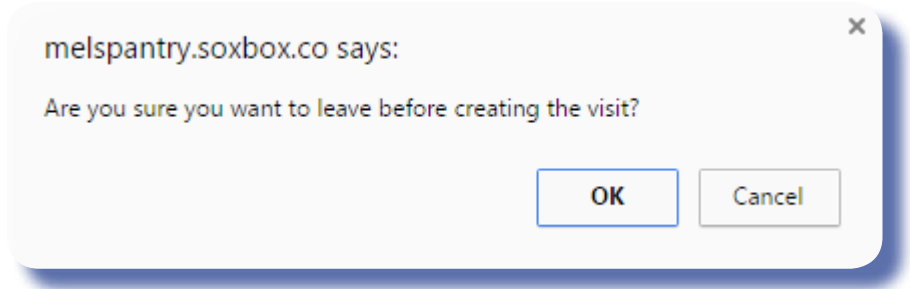 melspantry.soxbox.co says:
Are you sure you want to leave before creating the visit?
OK Cancel